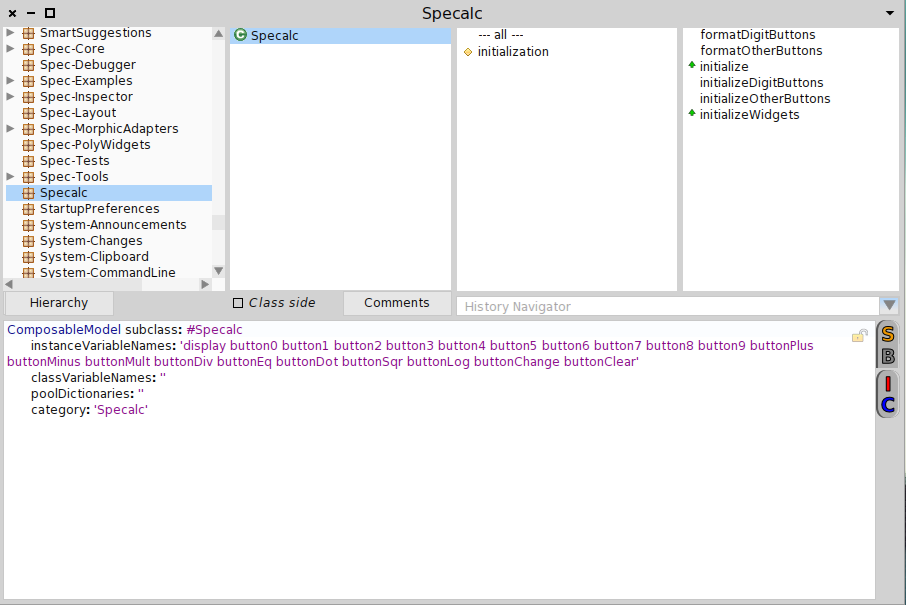 Specalc
SmartSuggestions
Spec-Core
Spec-Debugger
Spec-Examples
Spec-Inspector
Spec-Layout
Spec-MorphicAdapters
Spec-PolyWidgets
Spec-Tests
Spec-Tools
Specalc
StartupPreferences
System-Announcements
System-Changes
System-Clipboard
System-CommandLine
C Specalc
--- all ---
initialization
formatDigitButtons
formatOtherButtons
initialize
initializeDigitButtons
initializeOtherButtons
initializeWidgets
Hierarchy
Class side
Comments
History Navigator
ComposableModel subclass: #Specalc
instanceVariableNames: 'display button0 button1 button2 button3 button4 button5 button6 button7 button8 button9 buttonPlus
buttonMinus buttonMult buttonDiv buttonEq buttonDot buttonSqr buttonLog buttonChange buttonClear'
classVariableNames: ''
poolDictionaries: ''
category: 'Specalc'
S
B
I
C